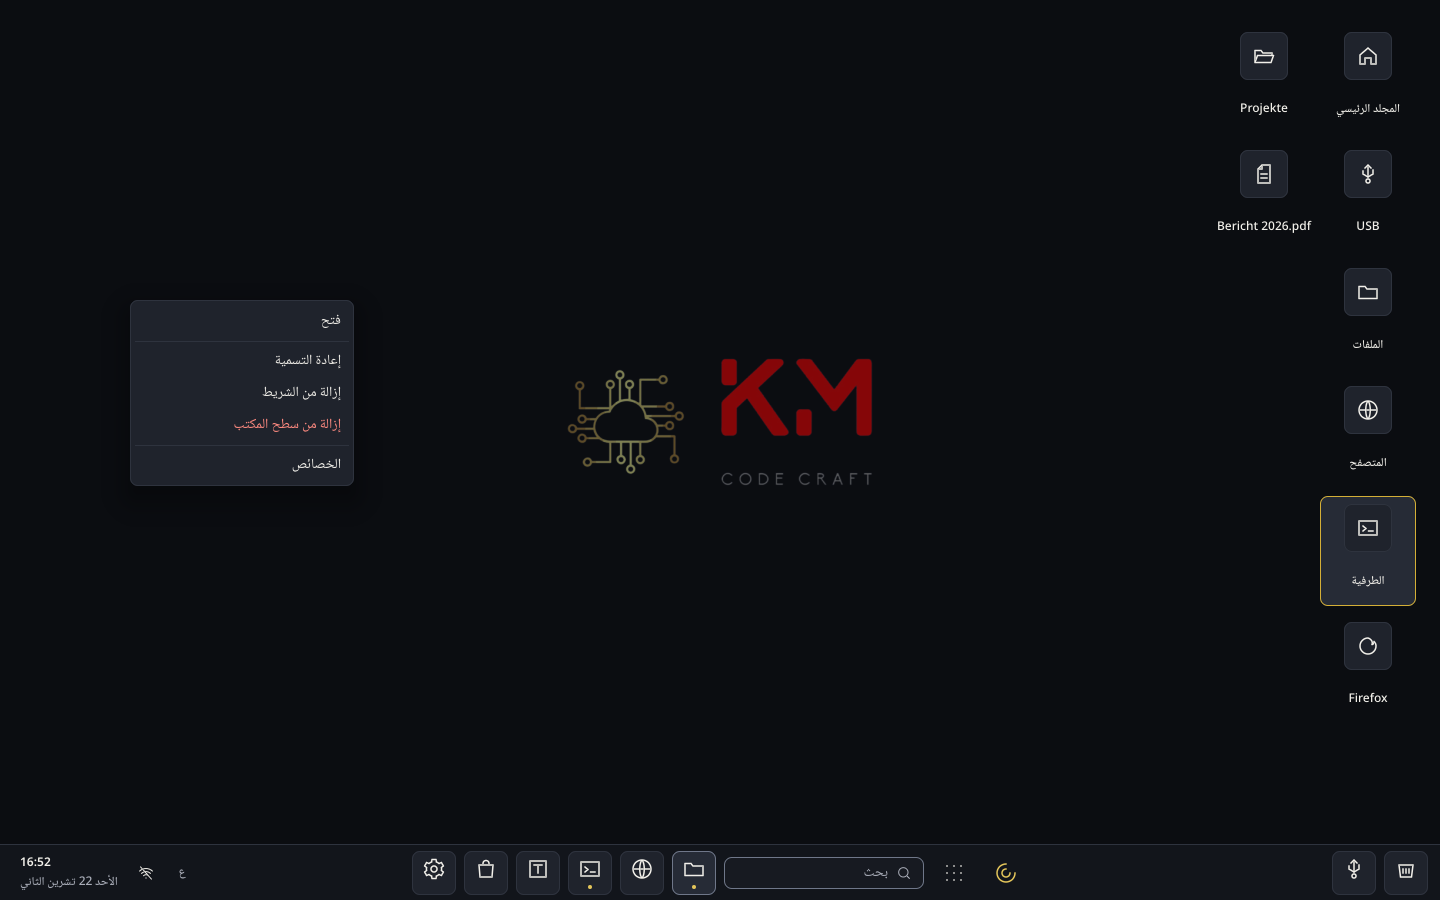 المجلد الرئيسي
Projekte
USB
Bericht 2026.pdf
الملفات
المتصفح
الطرفية
Firefox
فتح
إعادة التسمية
إزالة من الشريط
إزالة من سطح المكتب
الخصائص
KM
CODE CRAFT
بحث
ع
16:52
الأحد 22 تشرين الثاني